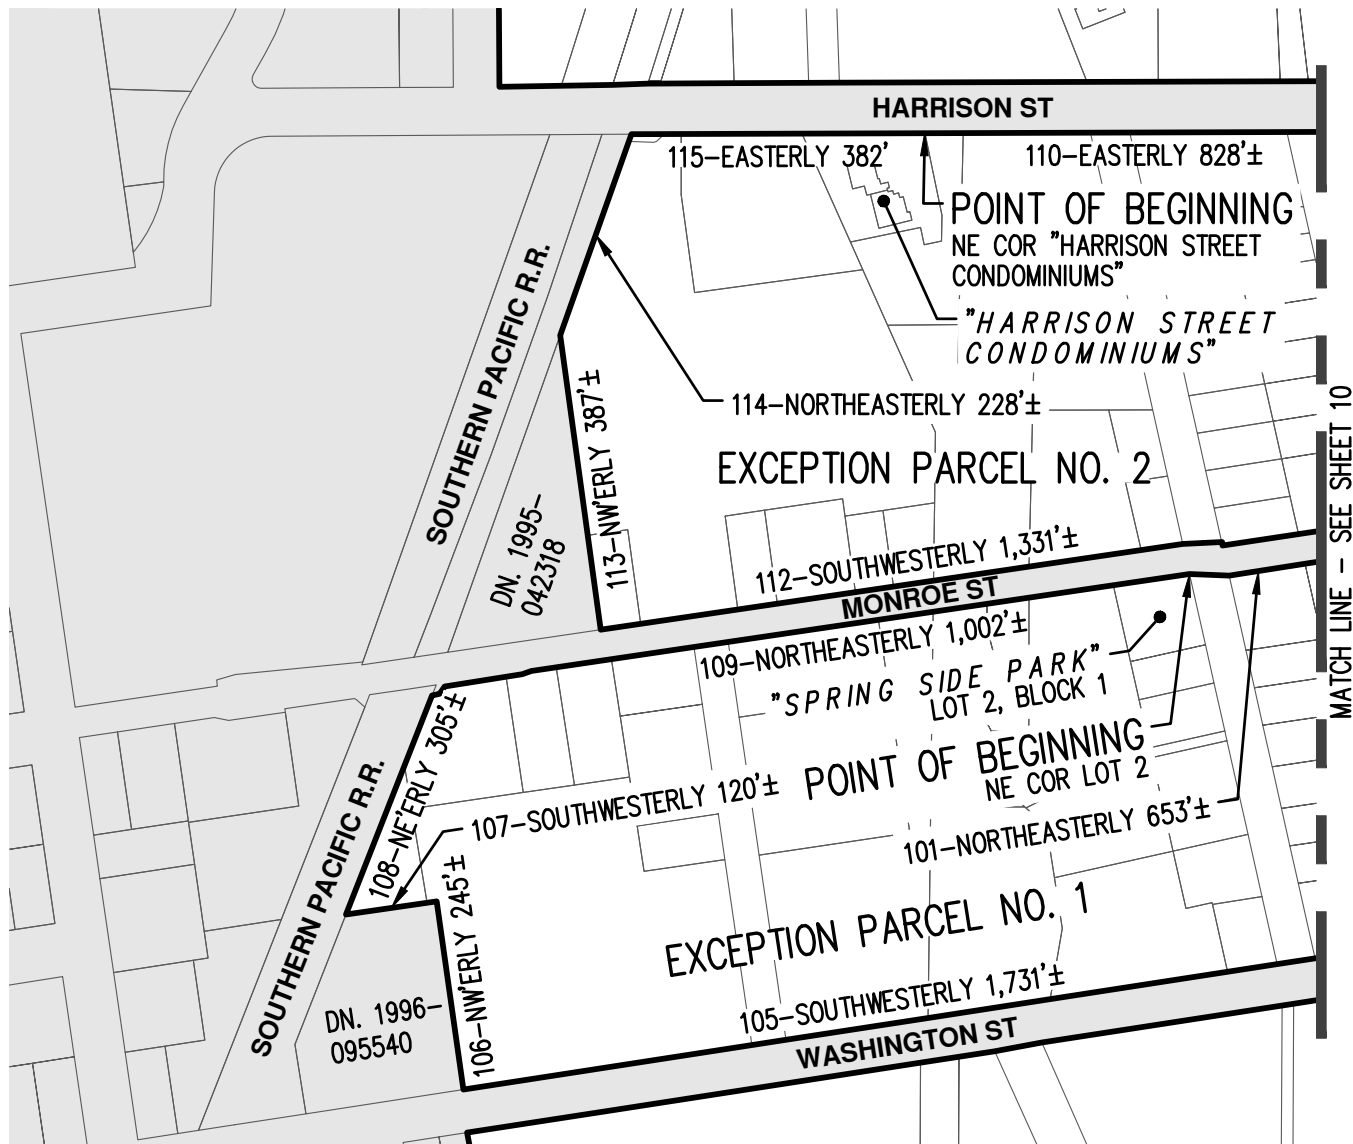 HARRISON ST
115-EASTERLY 382'
110-EASTERLY 828'±
POINT OF BEGINNING
NE COR "HARRISON STREET
CONDOMINIUMS"
"HARRISON STREET
CONDOMINIUMS"
SOUTHERN PACIFIC R.R.
114-NORTHEASTERLY 228'±
113-NW'ERLY 387'±
EXCEPTION PARCEL NO. 2
MATCH LINE - SEE SHEET 10
DN. 1995-
042318
112-SOUTHWESTERLY 1,331'±
MONROE ST
109-NORTHEASTERLY 1,002'±
"SPRING SIDE PARK"
LOT 2, BLOCK 1
POINT OF BEGINNING
NE COR LOT 2
108-NE'ERLY 305'±
107-SOUTHWESTERLY 120'±
101-NORTHEASTERLY 653'±
SOUTHERN PACIFIC R.R.
106-NW'ERLY 245'±
EXCEPTION PARCEL NO. 1
DN. 1996-
095540
105-SOUTHWESTERLY 1,731'±
WASHINGTON ST